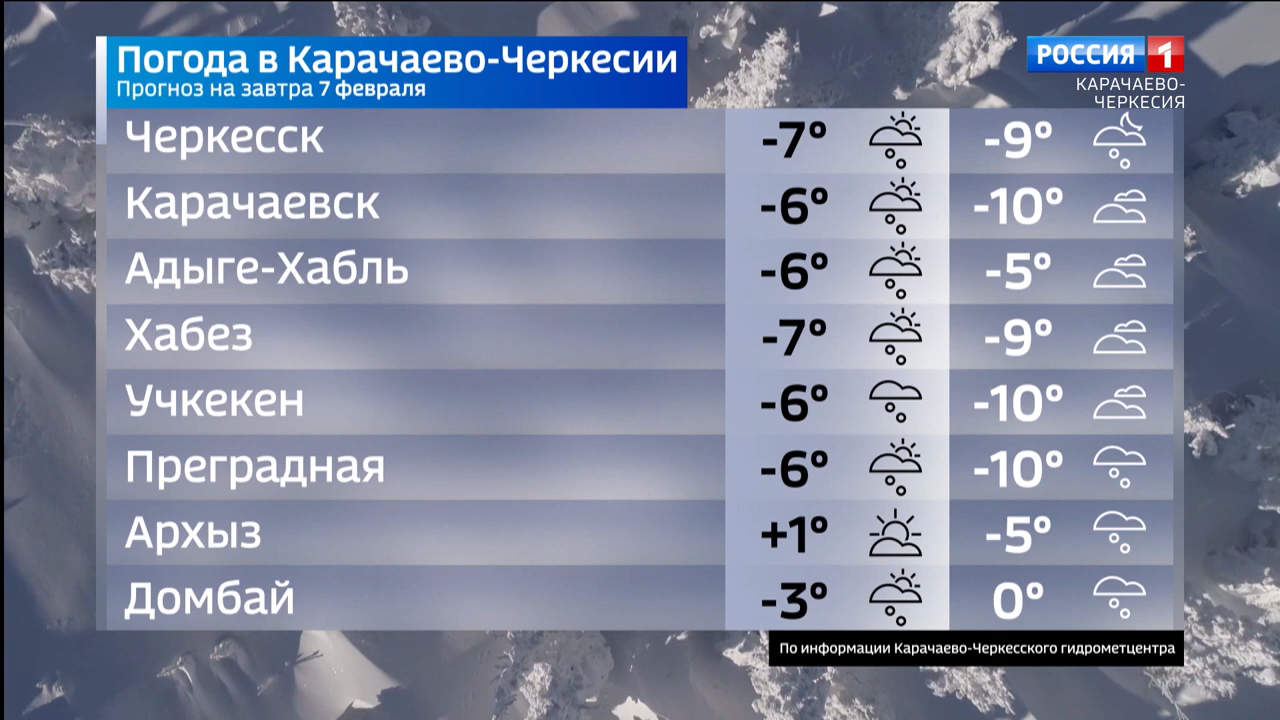 Погода в Карачаево-Черкесии
Прогноз на завтра 7 февраля
РОССИЯ 1
КАРАЧАЕВО-
ЧЕРКЕСИЯ
Черкесск -7° -9°
Карачаевск -6° -10°
Адыге-Хабль -6° -5°
Хабез -7° -9°
Учкекен -6° -10°
Преградная -6° -10°
Архыз +1° -5°
Домбай -3° 0°
По информации Карачаево-Черкесского гидрометцентра